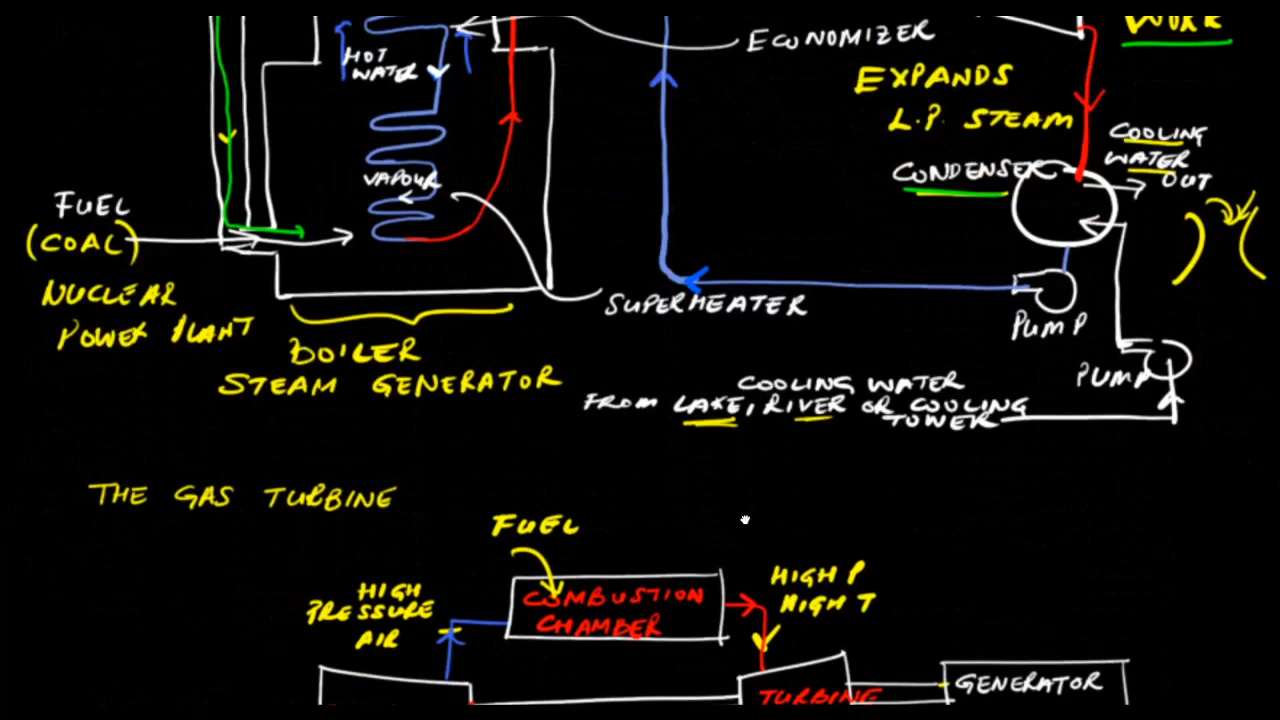 WORK
ECONOMIZER
HOT
WATER
EXPANDS
L.P. STEAM
COOLING
WATER
OUT
CONDENSER
VAPOUR
FUEL
(COAL)
NUCLEAR
POWER PLANT
SUPERHEATER
PUMP
BOILER
STEAM GENERATOR
PUMP
COOLING WATER
FROM LAKE, RIVER OR COOLING
TOWER
THE GAS TURBINE
FUEL
HIGH
PRESSURE
AIR
COMBUSTION
CHAMBER
HIGH P
HIGH T
TURBINE
GENERATOR